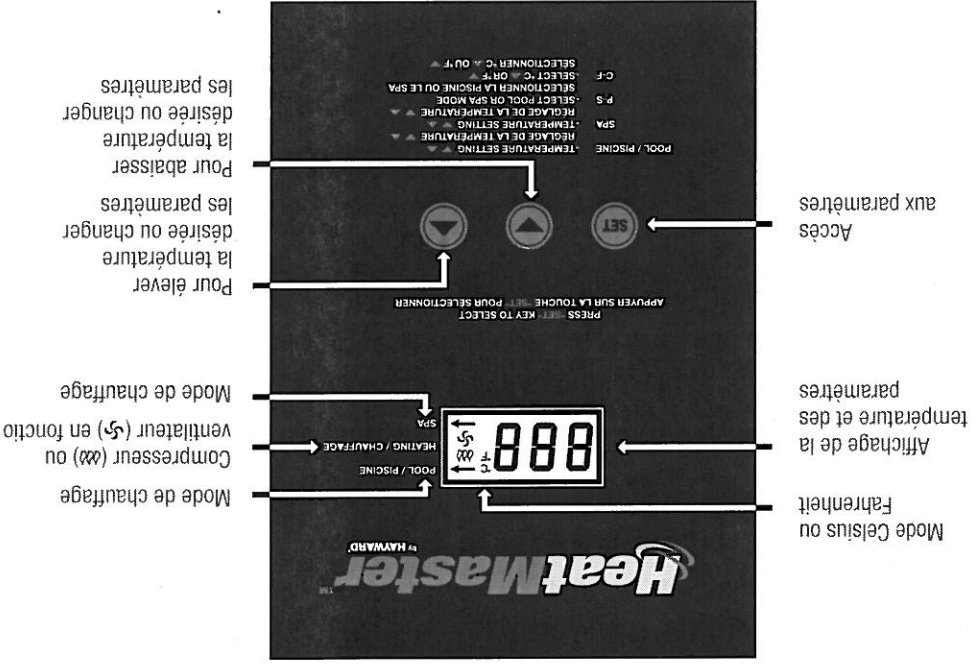 HeatMaster™
by HAYWARD®
Mode Celsius ou
Fahrenheit
Affichage de la
température et des
paramètres
888
°C
°F
POOL / PISCINE
HEATING / CHAUFFAGE
SPA
Mode de chauffage
Compresseur ( ) ou
ventilateur ( ) en fonctio
Mode de chauffage
PRESS "SET" KEY TO SELECT
APPUYER SUR LA TOUCHE "SET" POUR SÉLECTIONNER
Accès
aux paramètres
SET
Pour élever
la température
désirée ou changer
les paramètres
Pour abaisser
la température
désirée ou changer
les paramètres
POOL / PISCINE -TEMPERATURE SETTING
RÉGLAGE DE LA TEMPÉRATURE
SPA -TEMPERATURE SETTING
RÉGLAGE DE LA TEMPÉRATURE
P-S -SELECT POOL OR SPA MODE
SÉLECTIONNER LA PISCINE OU LE SPA
C-F -SELECT °C OR °F
SÉLECTIONNER °C OU °F